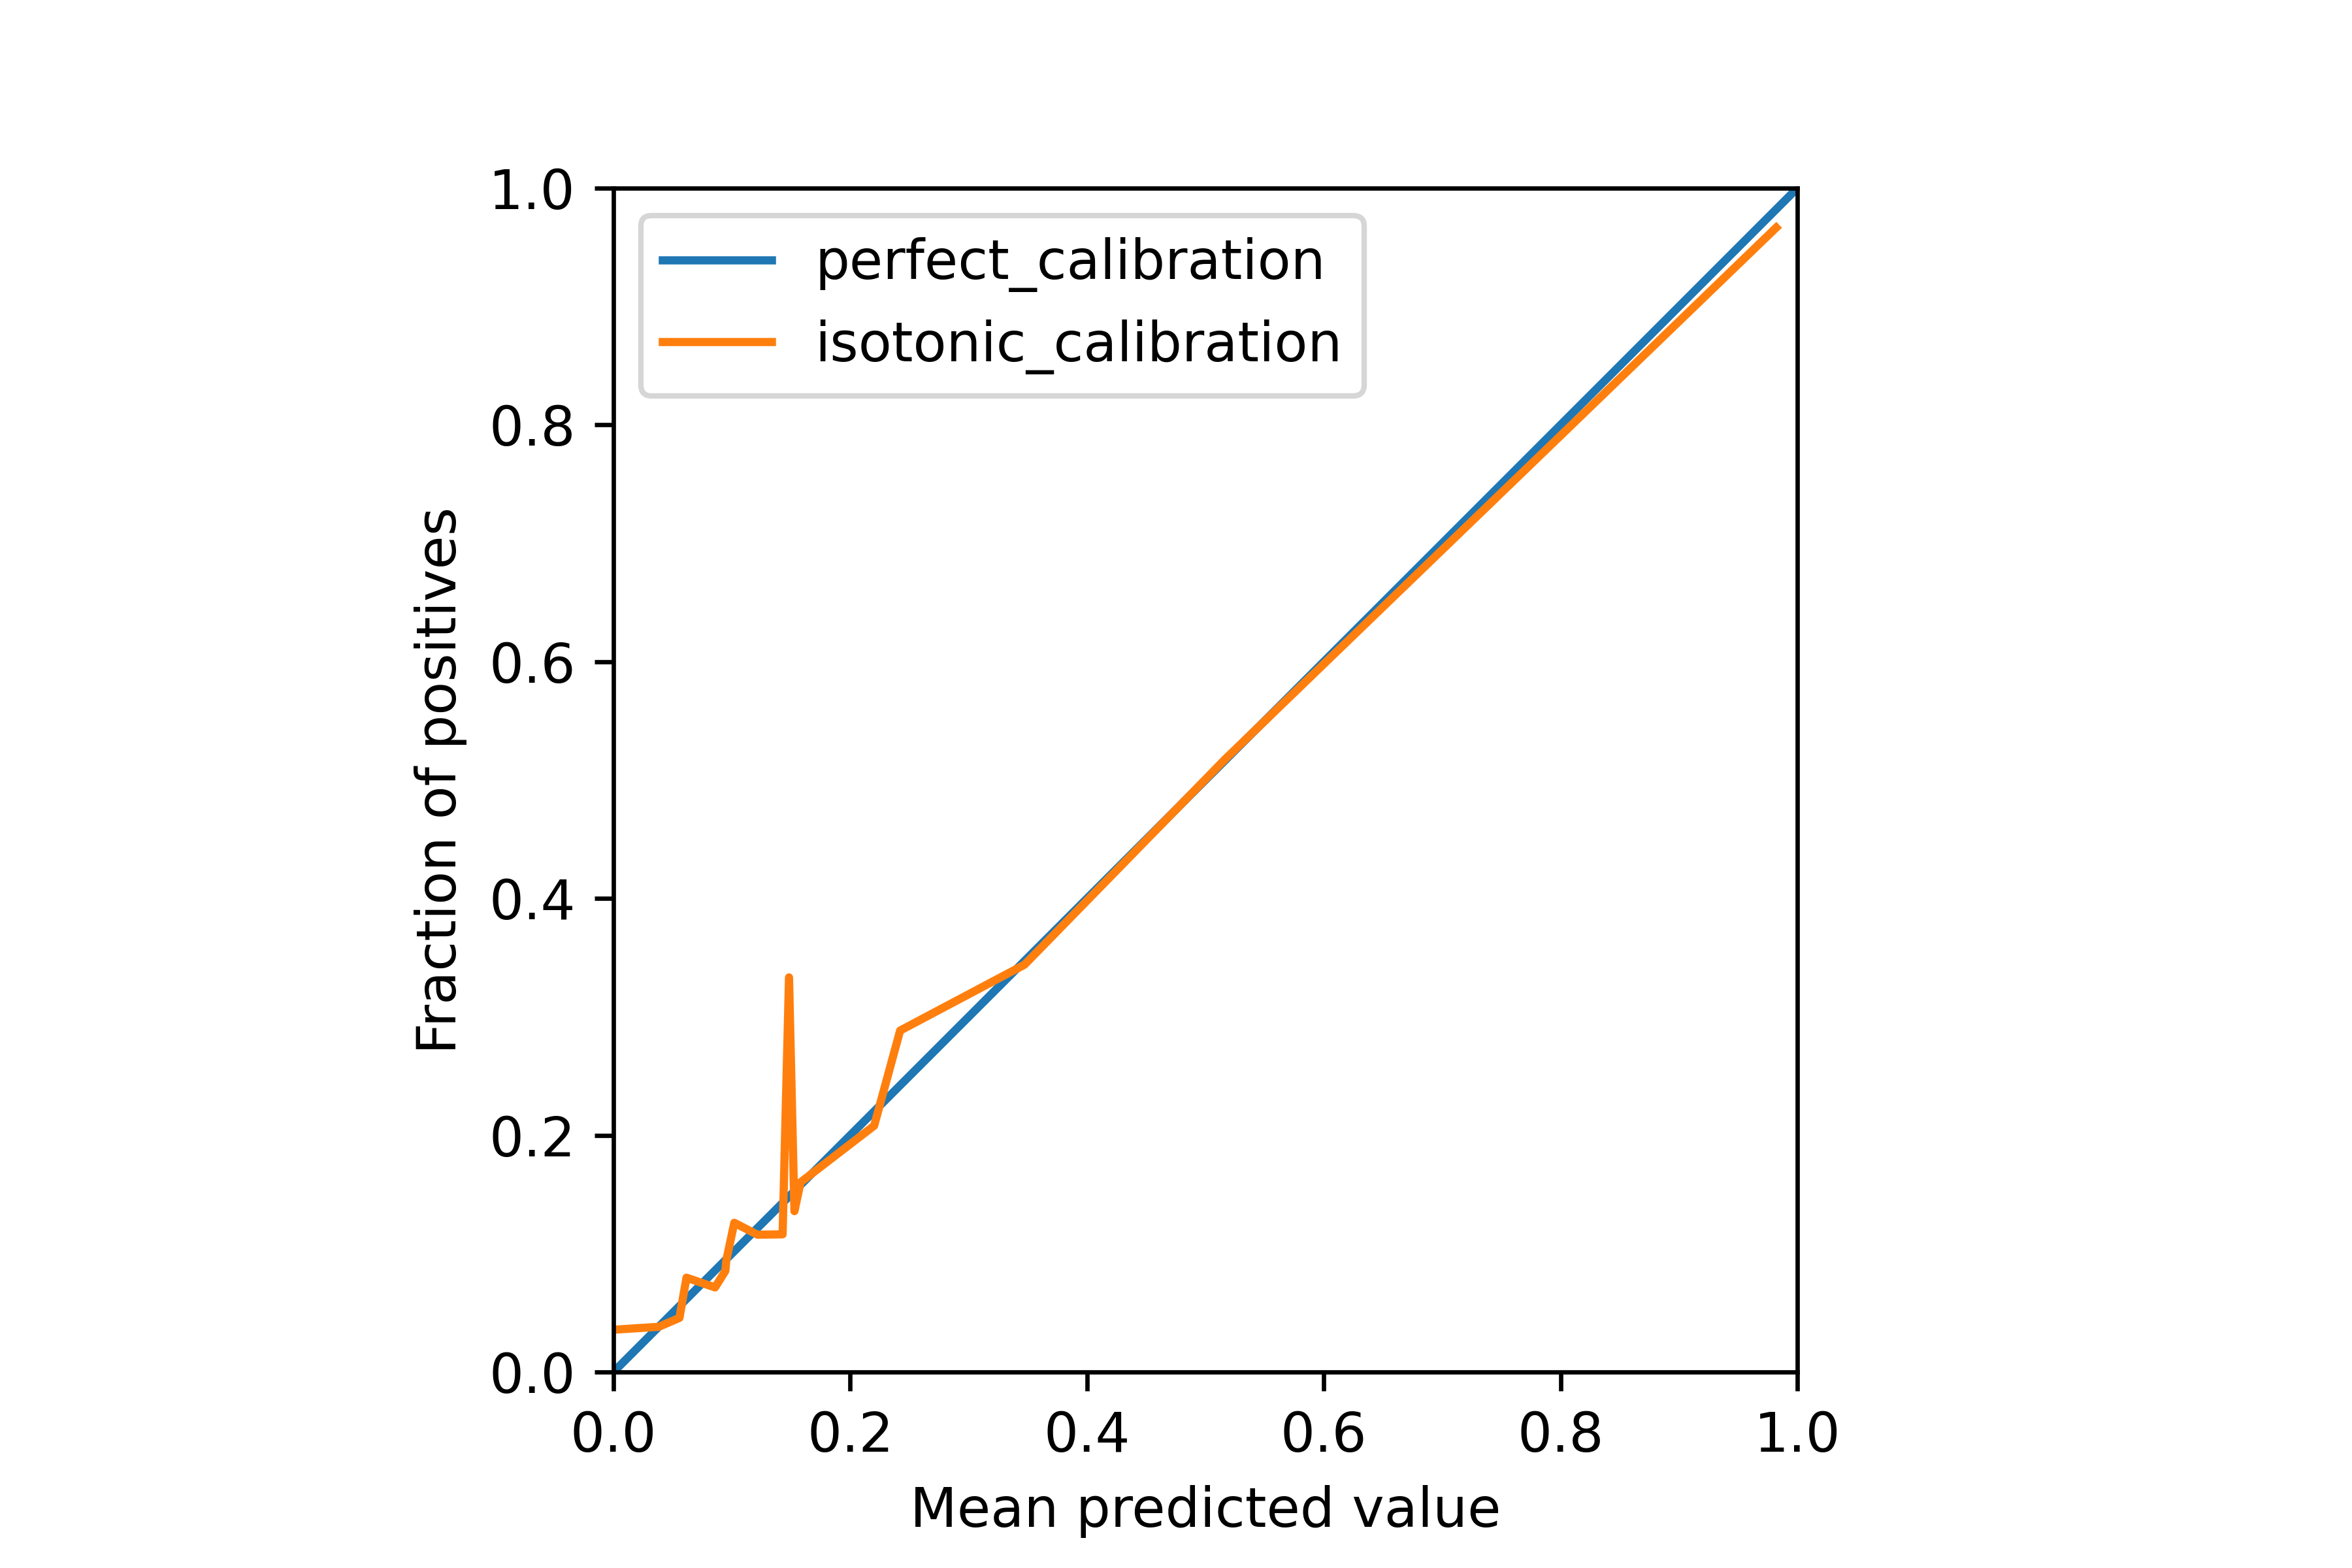 1.0
0.8
0.6
0.4
0.2
0.0
Fraction of positives
perfect_calibration
isotonic_calibration
0.0 0.2 0.4 0.6 0.8 1.0
Mean predicted value